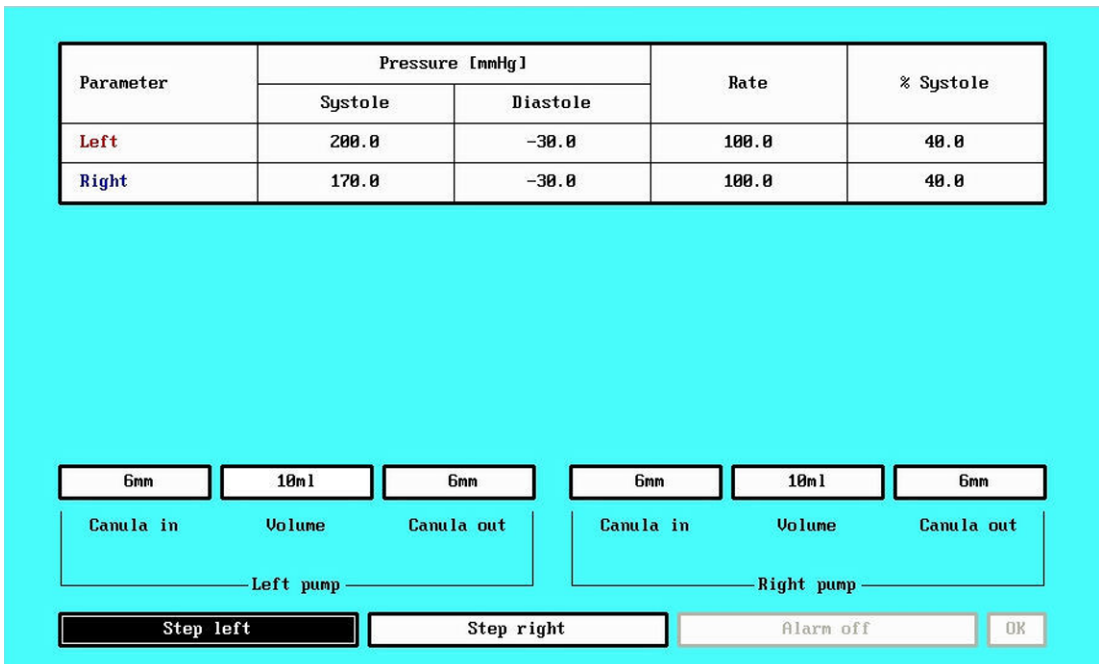 Parameter Pressure [mmHg] Rate % Systole
Systole Diastole
Left 200.0 -30.0 100.0 40.0
Right 170.0 -30.0 100.0 40.0
6mm 10ml 6mm 6mm 10ml 6mm
Canula in Volume Canula out Canula in Volume Canula out
Left pump Right pump
Step left Step right Alarm off OK